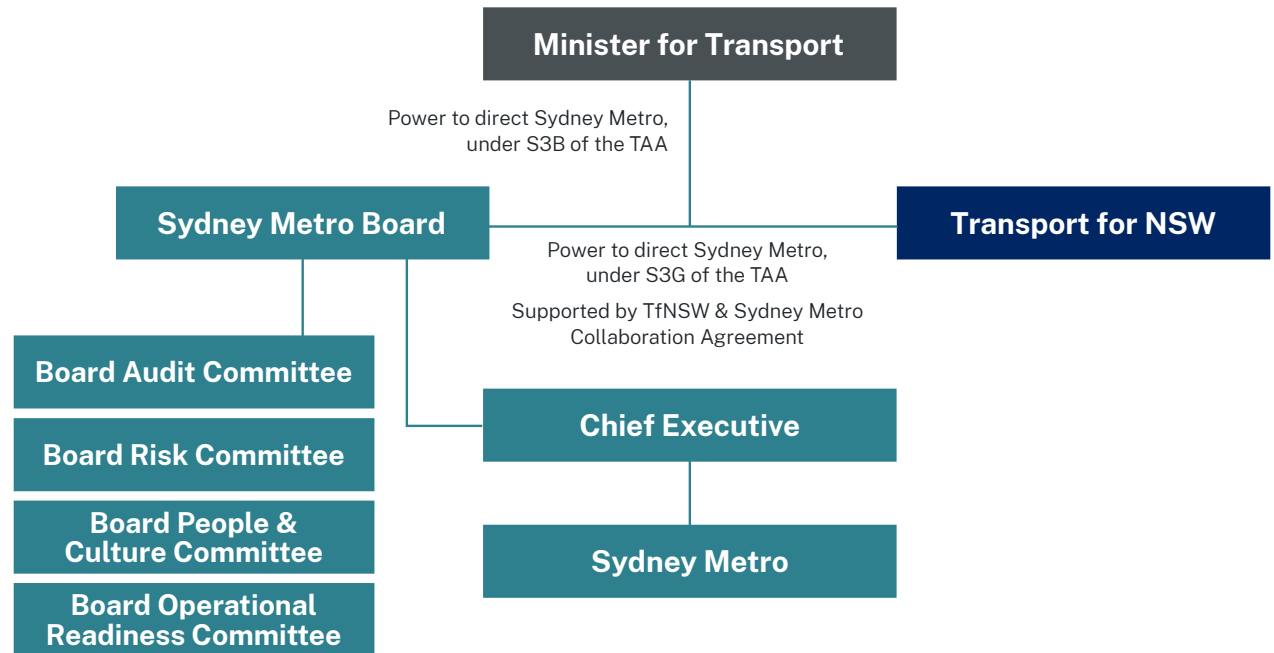 Minister for Transport
Power to direct Sydney Metro,
under S3B of the TAA
Sydney Metro Board
Transport for NSW
Power to direct Sydney Metro,
under S3G of the TAA
Supported by TfNSW & Sydney Metro
Collaboration Agreement
Board Audit Committee
Board Risk Committee
Board People &
Culture Committee
Board Operational
Readiness Committee
Chief Executive
Sydney Metro